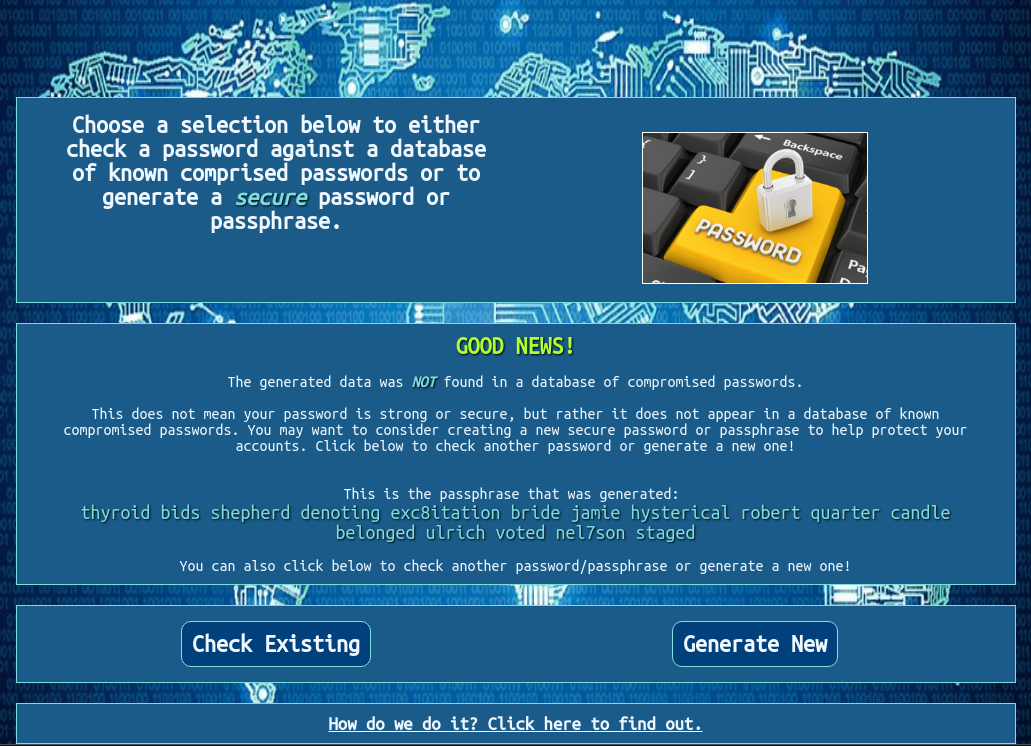 Choose a selection below to either
check a password against a database
of known comprised passwords or to
generate a secure password or
passphrase.
{
}
]
Backspace
PASSWORD
GOOD NEWS!
The generated data was NOT found in a database of compromised passwords.
This does not mean your password is strong or secure, but rather it does not appear in a database of known
compromised passwords. You may want to consider creating a new secure password or passphrase to help protect your
accounts. Click below to check another password or generate a new one!
This is the passphrase that was generated:
thyroid bids shepherd denoting exc8itation bride jamie hysterical robert quarter candle
belonged ulrich voted nel7son staged
You can also click below to check another password/passphrase or generate a new one!
Check Existing
Generate New
How do we do it? Click here to find out.